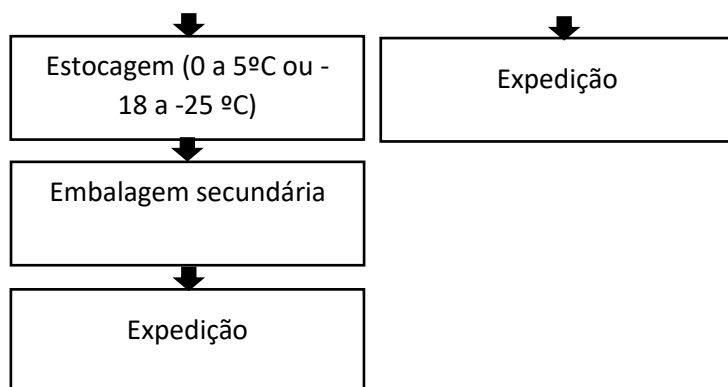 Estocagem (0 a 5ºC ou -
18 a -25 ºC)
Embalagem secundária
Expedição
Expedição